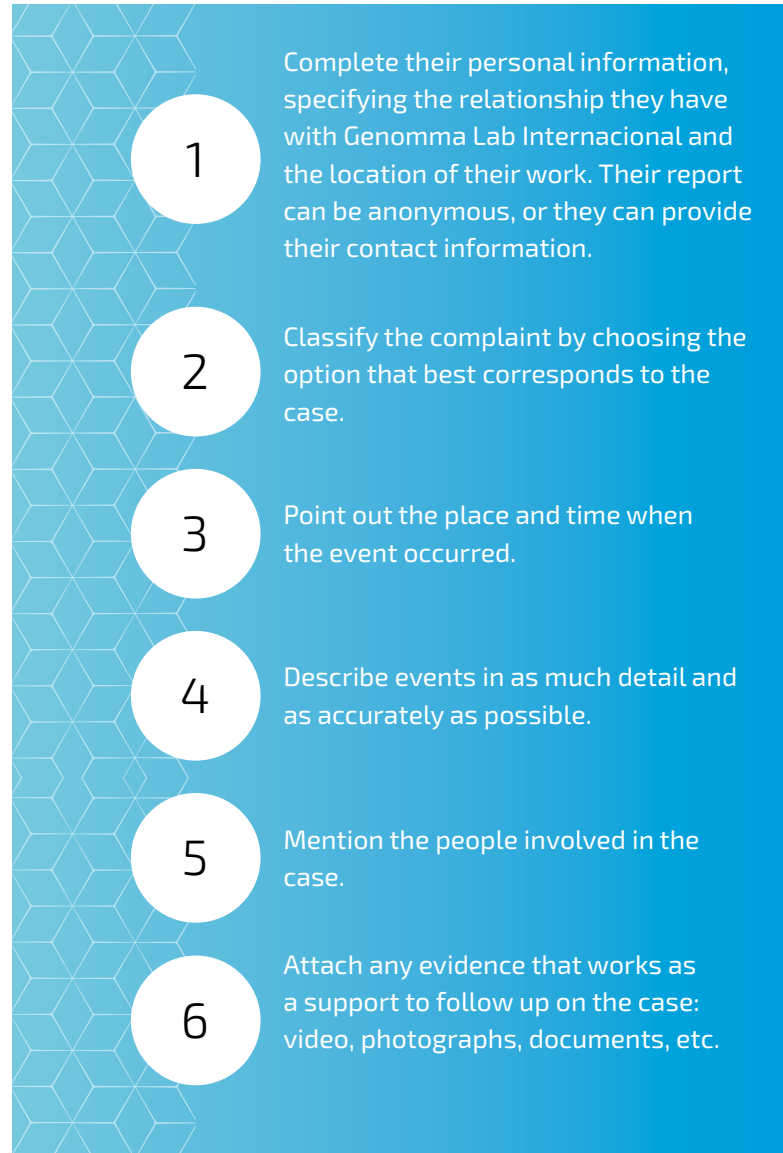 1
Complete their personal information,
specifying the relationship they have
with Genomma Lab Internacional and
the location of their work. Their report
can be anonymous, or they can provide
their contact information.
2
Classify the complaint by choosing the
option that best corresponds to the
case.
3
Point out the place and time when
the event occurred.
4
Describe events in as much detail and
as accurately as possible.
5
Mention the people involved in the
case.
6
Attach any evidence that works as
a support to follow up on the case:
video, photographs, documents, etc.